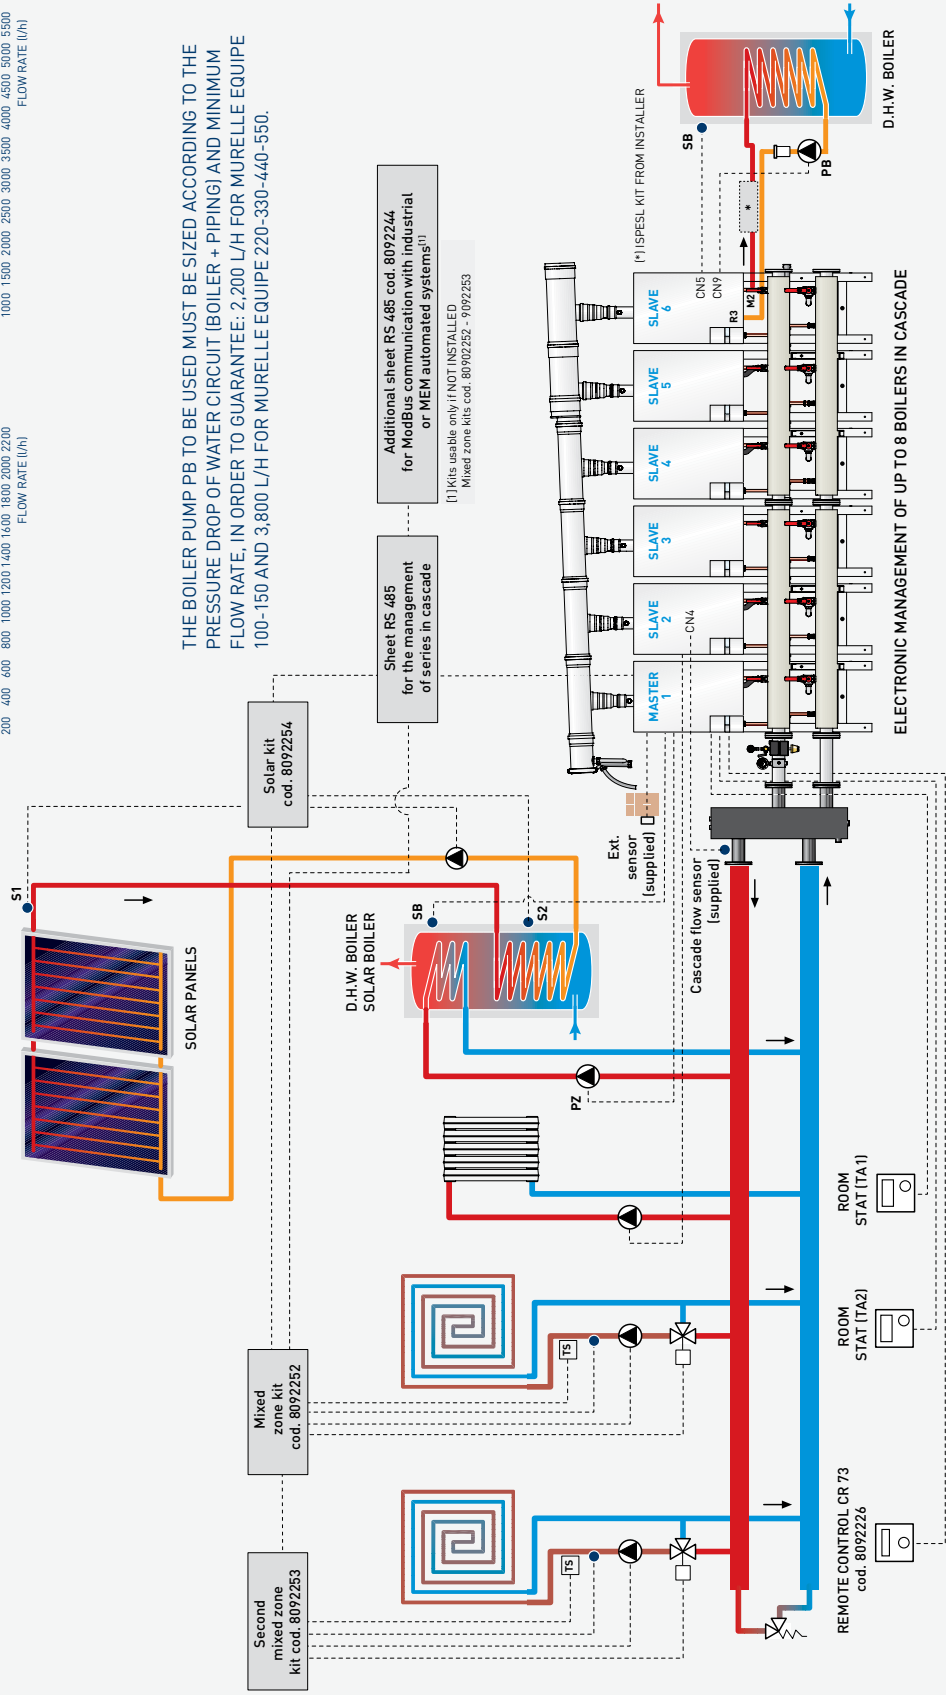 200 400 600 800 1000 1200 1400 1600 1800 2000 2200
FLOW RATE (l/h)
1000 1500 2000 2500 3000 3500 4000 4500 5000 5500
FLOW RATE (l/h)
THE BOILER PUMP PB TO BE USED MUST BE SIZED ACCORDING TO THE
PRESSURE DROP OF WATER CIRCUIT (BOILER + PIPING) AND MINIMUM
FLOW RATE, IN ORDER TO GUARANTE: 2,200 L/H FOR MURELLE EQUIPE
100-150 AND 3,800 L/H FOR MURELLE EQUIPE 220-330-440-550.
Second
mixed zone
kit cod. 8092253
Mixed
zone kit
cod. 8092252
Solar kit
cod. 8092254
Sheet RS 485
for the management
of series in cascade
Additional sheet RS 485 cod. 8092244
for ModBus communication with industrial
or MEM automated systems[1]
[1] Kits usable only if NOT INSTALLED
Mixed zone kits cod. 80902252 - 9092253
S1
SOLAR PANELS
D.H.W. BOILER
SOLAR BOILER
SB
S2
PZ
TS
TS
Ext.
sensor
(supplied)
Cascade flow sensor
(supplied)
MASTER
1
SLAVE
2
CN4
SLAVE
3
SLAVE
4
SLAVE
5
SLAVE
6
CN5
CN9
R3
M2
(*) ISPESL KIT FROM INSTALLER
*
SB
PB
D.H.W. BOILER
ELECTRONIC MANAGEMENT OF UP TO 8 BOILERS IN CASCADE
REMOTE CONTROL CR 73
cod. 8092226
ROOM
STAT (TA2)
ROOM
STAT (TA1)